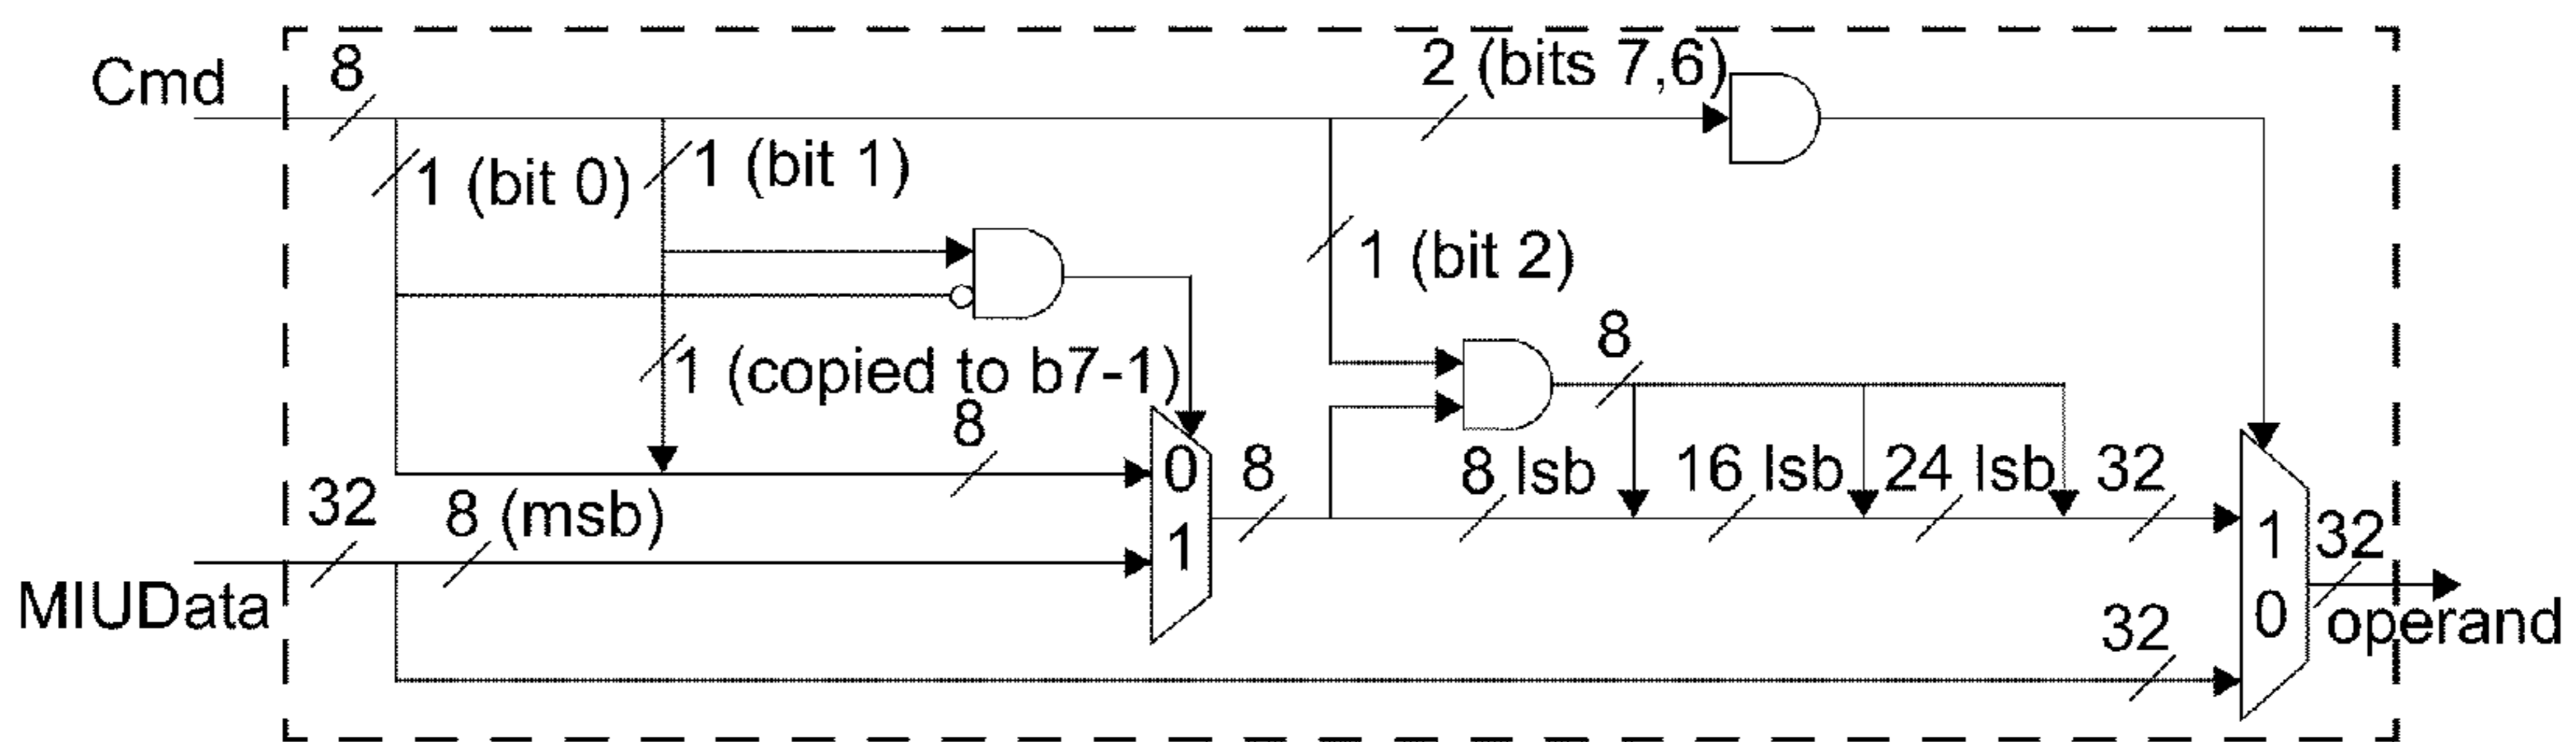 Cmd
8
2 (bits 7,6)
1 (bit 0)
1 (bit 1)
1 (bit 2)
1 (copied to b7-1)
8
8
0
1
8
8 lsb
16 lsb
24 lsb
32
32
8 (msb)
MIUData
1
0
32
32
operand